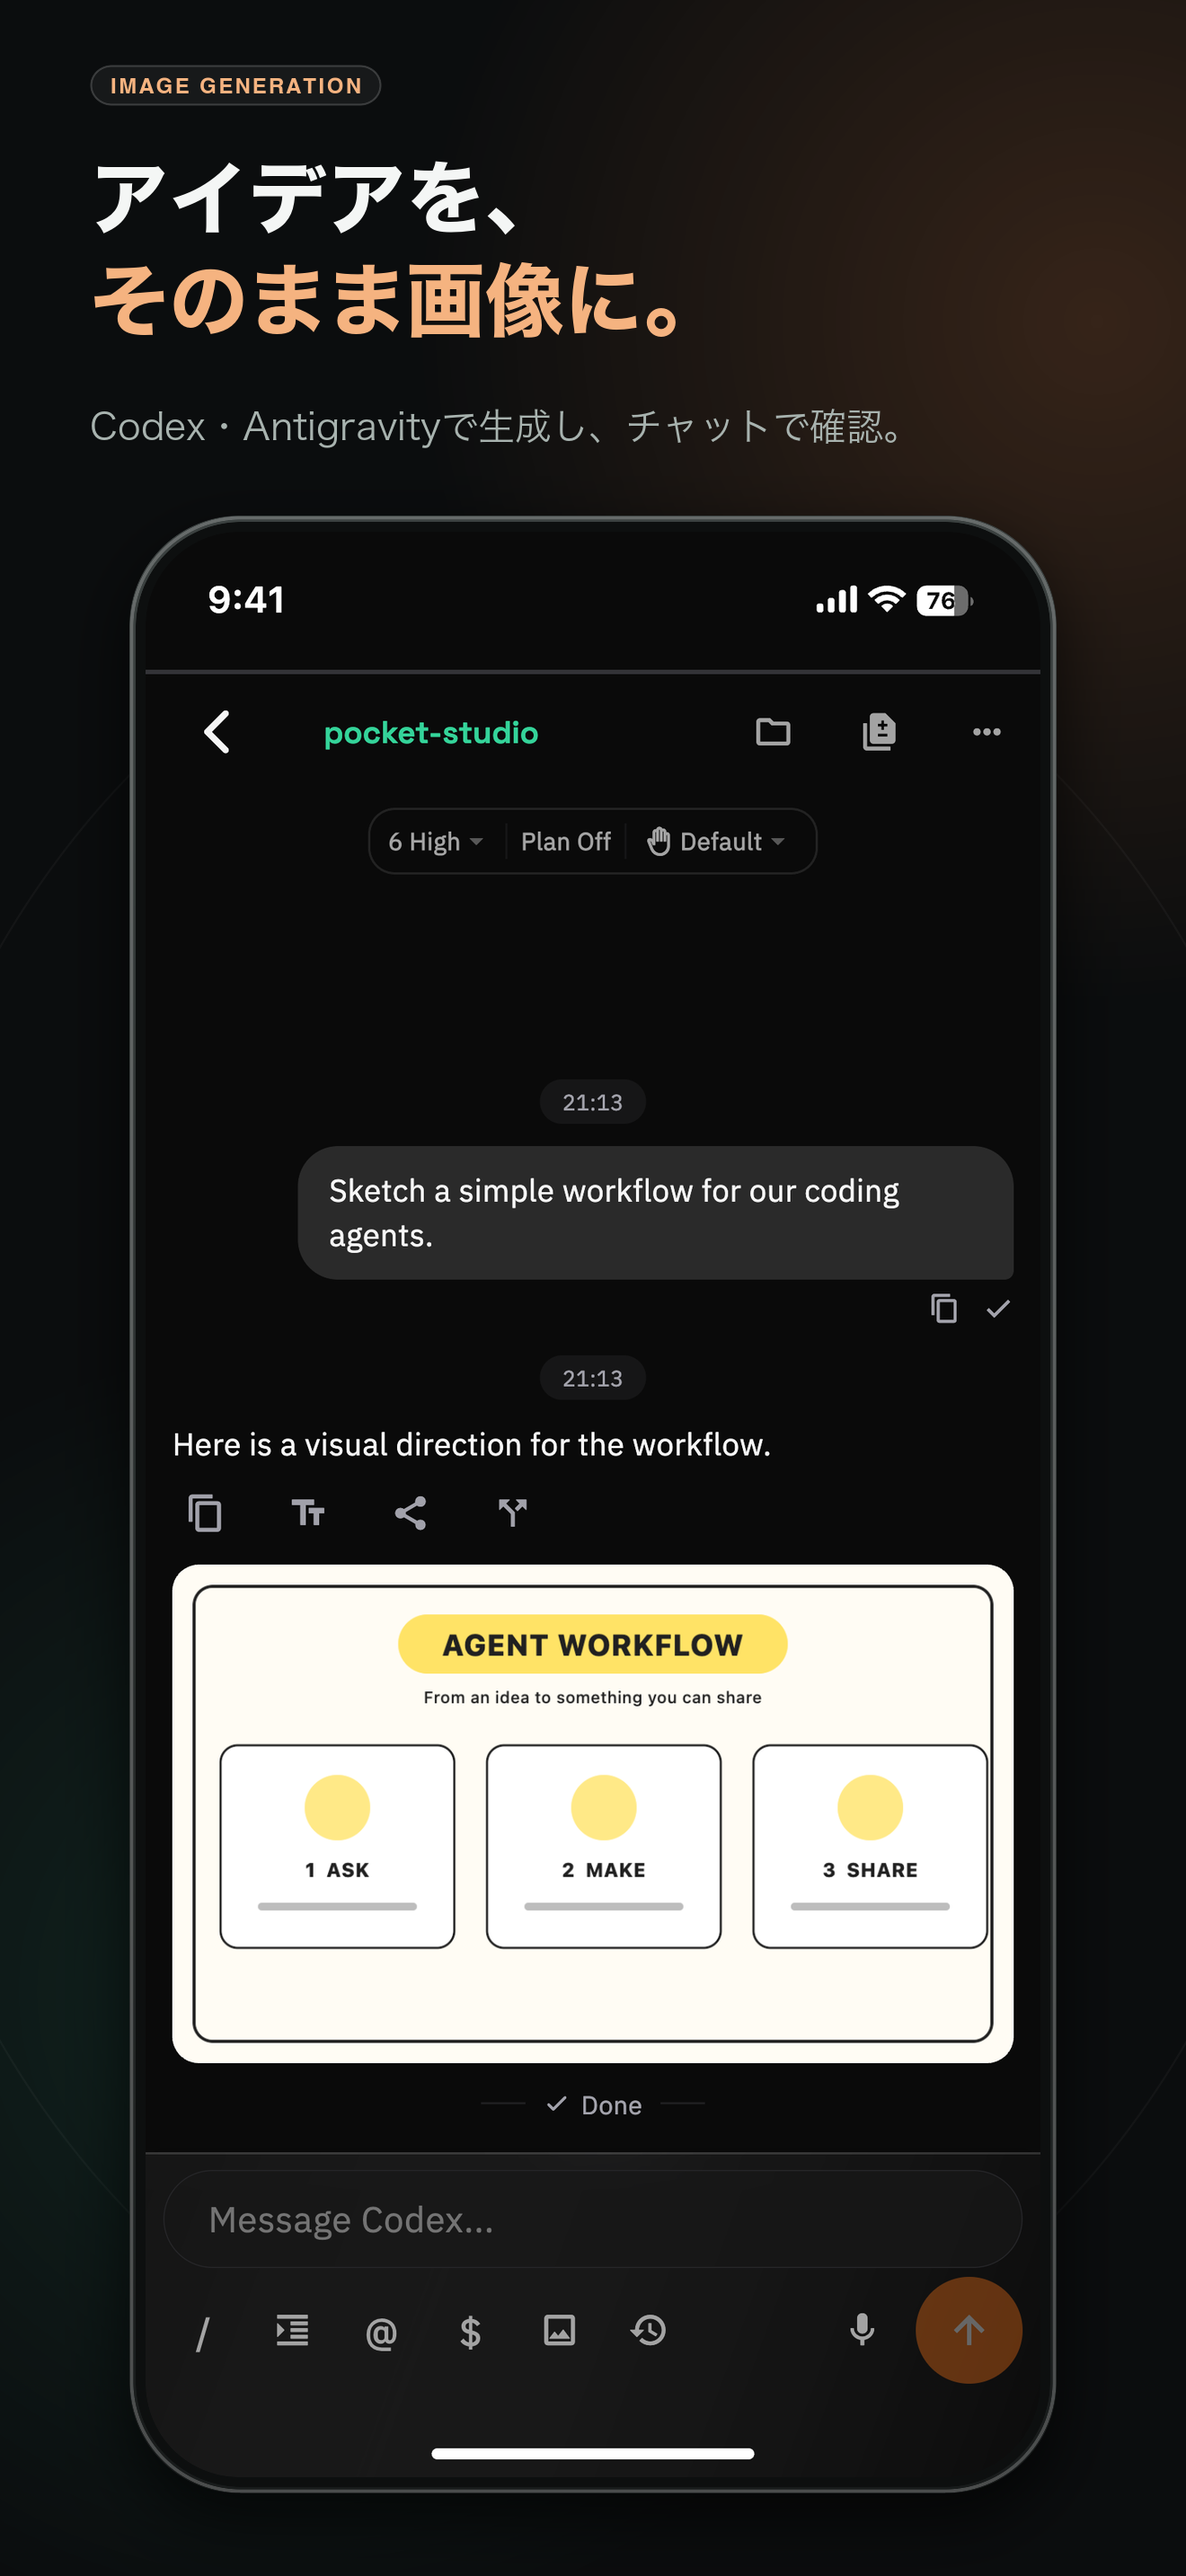 IMAGE GENERATION
アイデアを、
そのまま画像に。
Codex・Antigravityで生成し、チャットで確認。
9:41
76
pocket-studio
6 High
Plan Off
Default
21:13
Sketch a simple workflow for our coding
agents.
21:13
Here is a visual direction for the workflow.
AGENT WORKFLOW
From an idea to something you can share
1 ASK
2 MAKE
3 SHARE
Done
Message Codex...
/
@
$